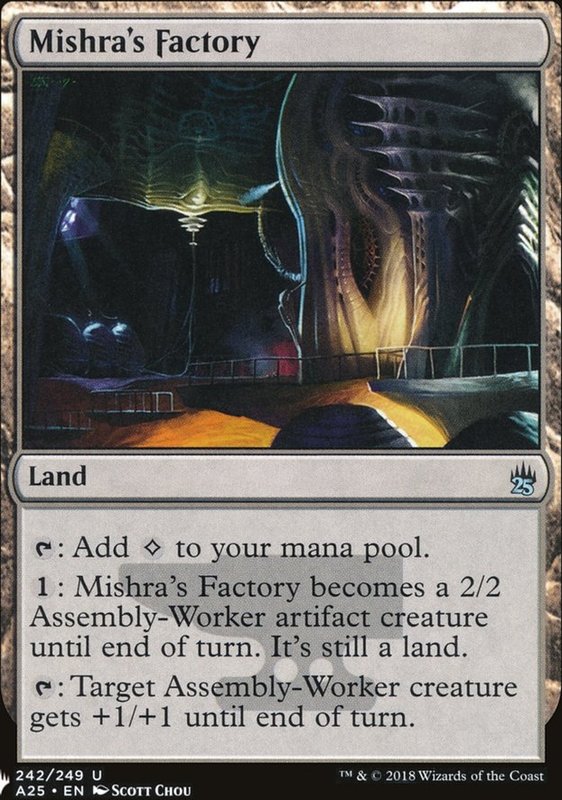 Mishra's Factory
Land
25
: Add to your mana pool.
1 : Mishra's Factory becomes a 2/2
Assembly-Worker artifact creature
until end of turn. It's still a land.
: Target Assembly-Worker creature
gets +1/+1 until end of turn.
242/249 U
A25 • EN Scott Chou
™ & © 2018 Wizards of the Coast